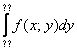 ??
∫ f(x; y)dy
??